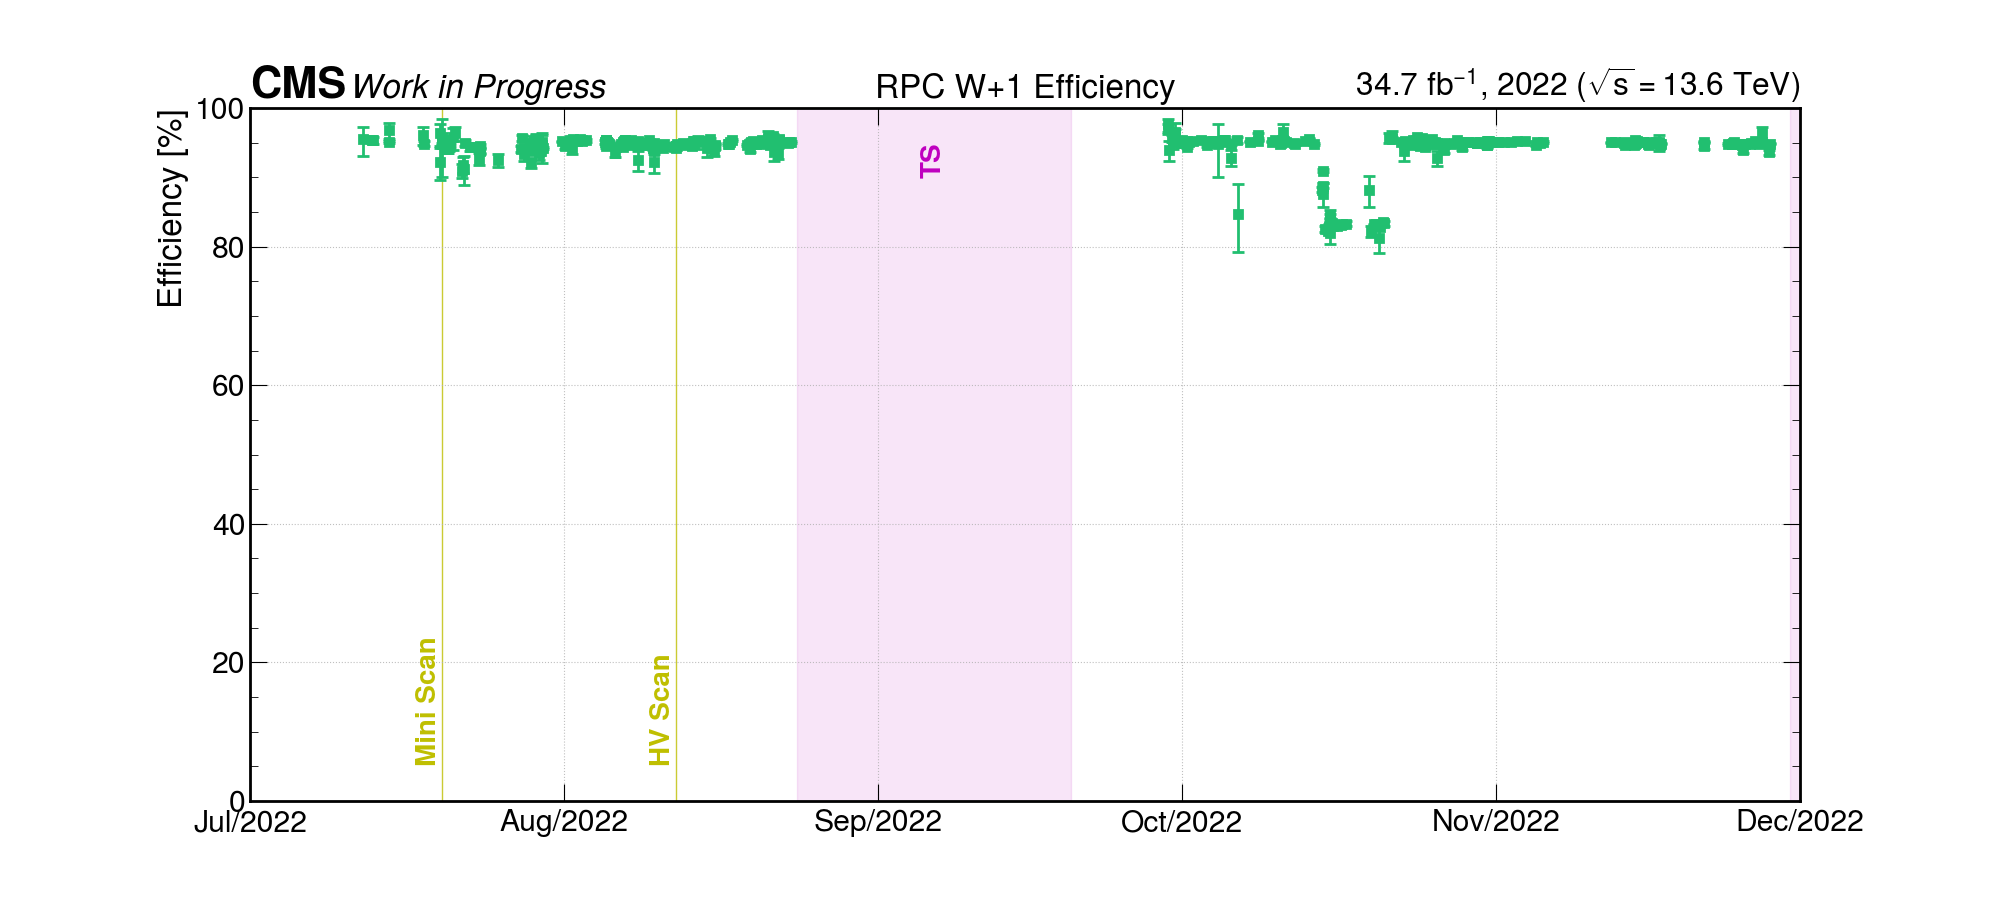 CMS Work in Progress RPC W+1 Efficiency 34.7 fb⁻¹, 2022 (√s = 13.6 TeV)
Efficiency [%]
100
80
60
40
20
0
TS
Mini Scan
HV Scan
Jul/2022 Aug/2022 Sep/2022 Oct/2022 Nov/2022 Dec/2022